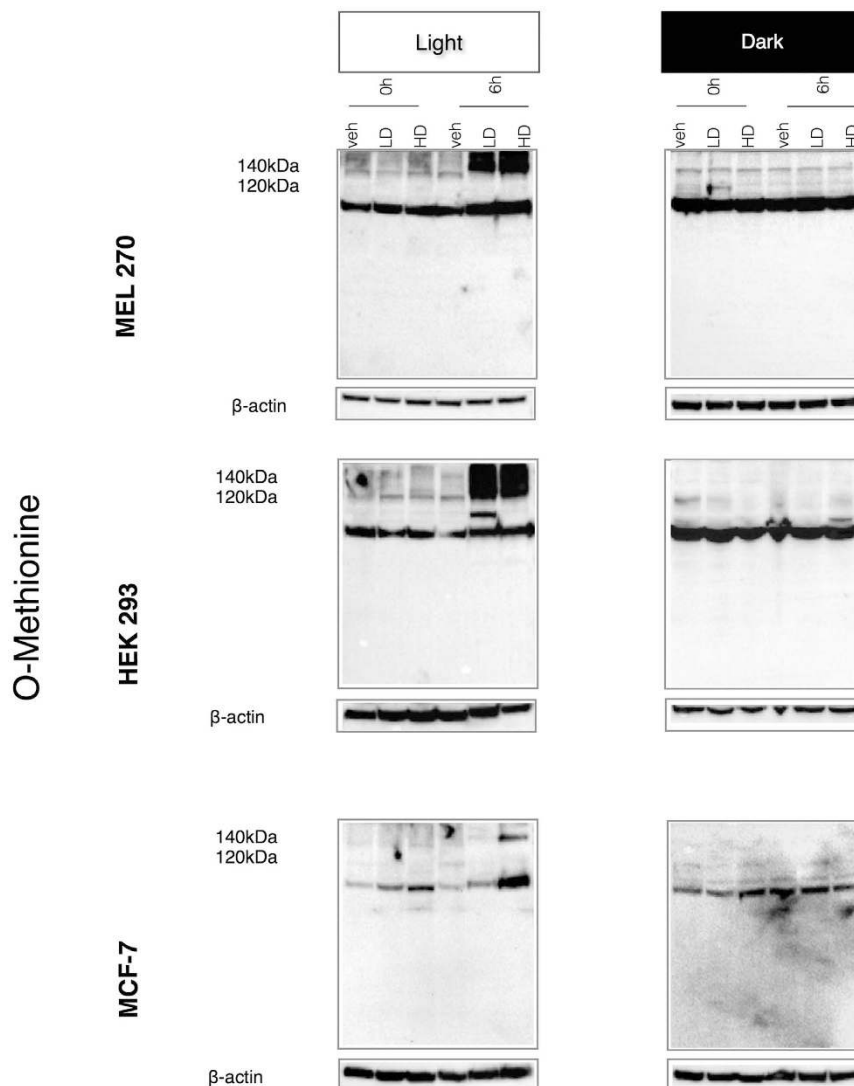 Light
Dark
0h
6h
0h
6h
veh
LD
HD
veh
LD
HD
veh
LD
HD
veh
LD
HD
140kDa
120kDa
MEL 270
β-actin
140kDa
120kDa
O-Methionine
HEK 293
β-actin
140kDa
120kDa
MCF-7
β-actin